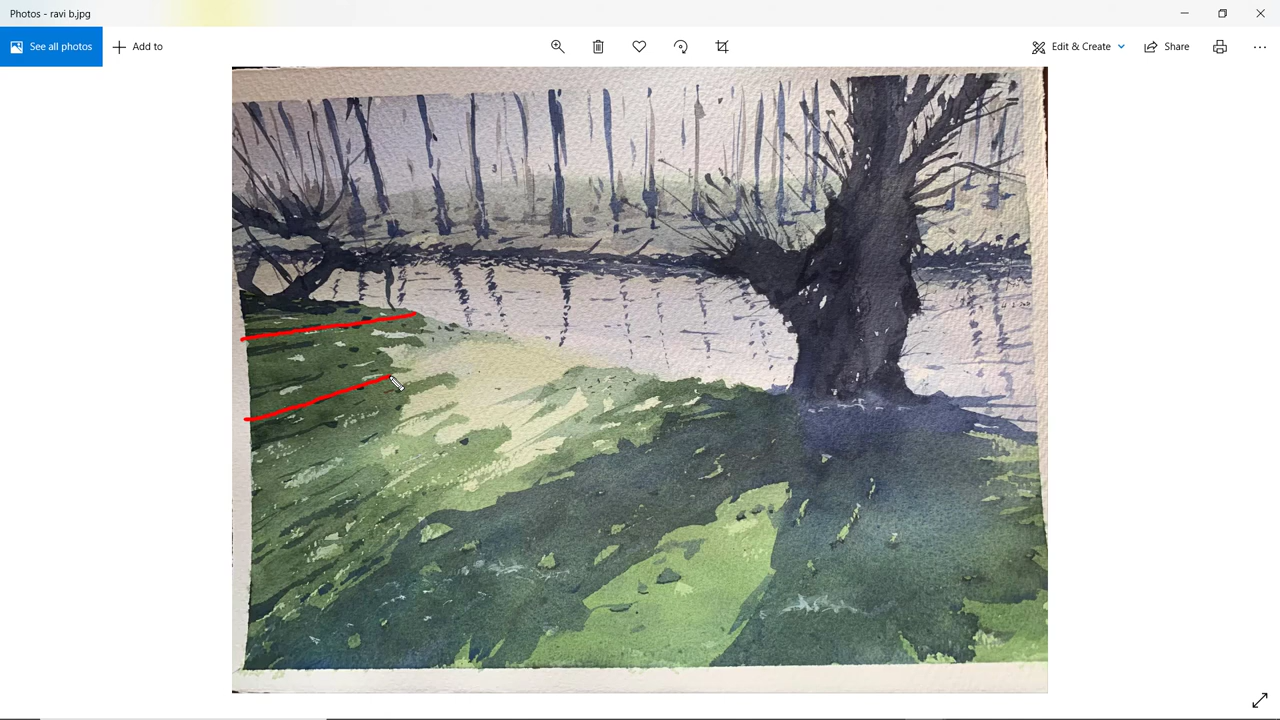 Photos - ravi b.jpg
See all photos
Add to
Edit & Create
Share